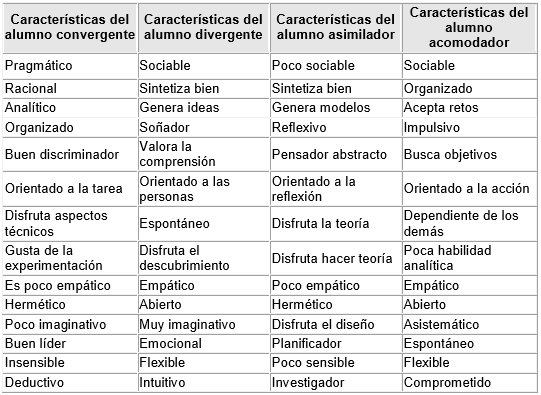 Características del alumno convergente | Características del alumno divergente | Características del alumno asimilador | Características del alumno acomodador
Pragmático | Sociable | Poco sociable | Sociable
Racional | Sintetiza bien | Sintetiza bien | Organizado
Analítico | Genera ideas | Genera modelos | Acepta retos
Organizado | Soñador | Reflexivo | Impulsivo
Buen discriminador | Valora la comprensión | Pensador abstracto | Busca objetivos
Orientado a la tarea | Orientado a las personas | Orientado a la reflexión | Orientado a la acción
Disfruta aspectos técnicos | Espontáneo | Disfruta la teoría | Dependiente de los demás
Gusta de la experimentación | Disfruta el descubrimiento | Disfruta hacer teoría | Poca habilidad analítica
Es poco empático | Empático | Poco empático | Empático
Hermético | Abierto | Hermético | Abierto
Poco imaginativo | Muy imaginativo | Disfruta el diseño | Asistemático
Buen líder | Emocional | Planificador | Espontáneo
Insensible | Flexible | Poco sensible | Flexible
Deductivo | Intuitivo | Investigador | Comprometido